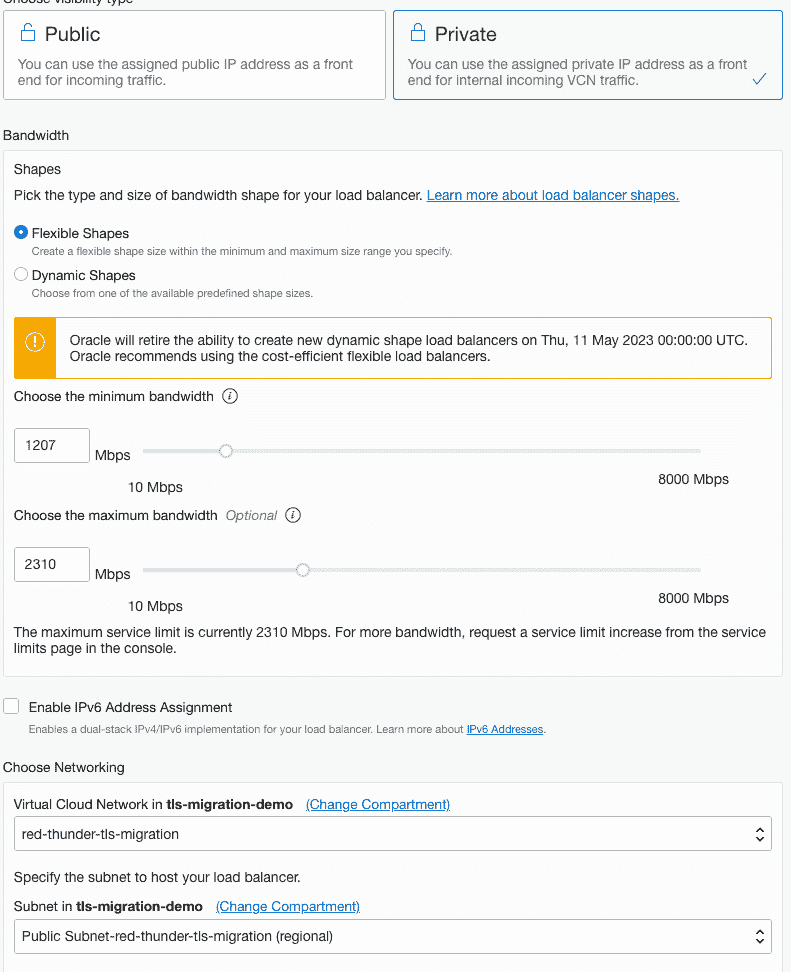 Choose visibility type
Public
You can use the assigned public IP address as a front
end for incoming traffic.
Private
You can use the assigned private IP address as a front
end for internal incoming VCN traffic.
Bandwidth
Shapes
Pick the type and size of bandwidth shape for your load balancer. Learn more about load balancer shapes.
Flexible Shapes
Create a flexible shape size within the minimum and maximum size range you specify.
Dynamic Shapes
Choose from one of the available predefined shape sizes.
Oracle will retire the ability to create new dynamic shape load balancers on Thu, 11 May 2023 00:00:00 UTC.
Oracle recommends using the cost-efficient flexible load balancers.
Choose the minimum bandwidth
1207
Mbps
10 Mbps
8000 Mbps
Choose the maximum bandwidth Optional
2310
Mbps
10 Mbps
8000 Mbps
The maximum service limit is currently 2310 Mbps. For more bandwidth, request a service limit increase from the service
limits page in the console.
Enable IPv6 Address Assignment
Enables a dual-stack IPv4/IPv6 implementation for your load balancer. Learn more about IPv6 Addresses.
Choose Networking
Virtual Cloud Network in tls-migration-demo (Change Compartment)
red-thunder-tls-migration
Specify the subnet to host your load balancer.
Subnet in tls-migration-demo (Change Compartment)
Public Subnet-red-thunder-tls-migration (regional)